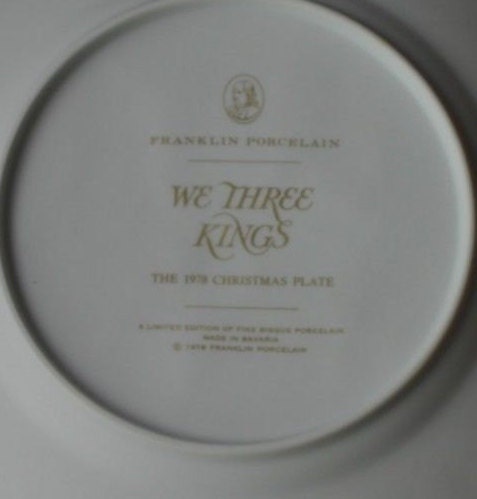 FRANKLIN PORCELAIN
WE THREE
KINGS
THE 1978 CHRISTMAS PLATE
A LIMITED EDITION OF FINE BISQUE PORCELAIN
MADE IN BAVARIA
© 1978 FRANKLIN PORCELAIN